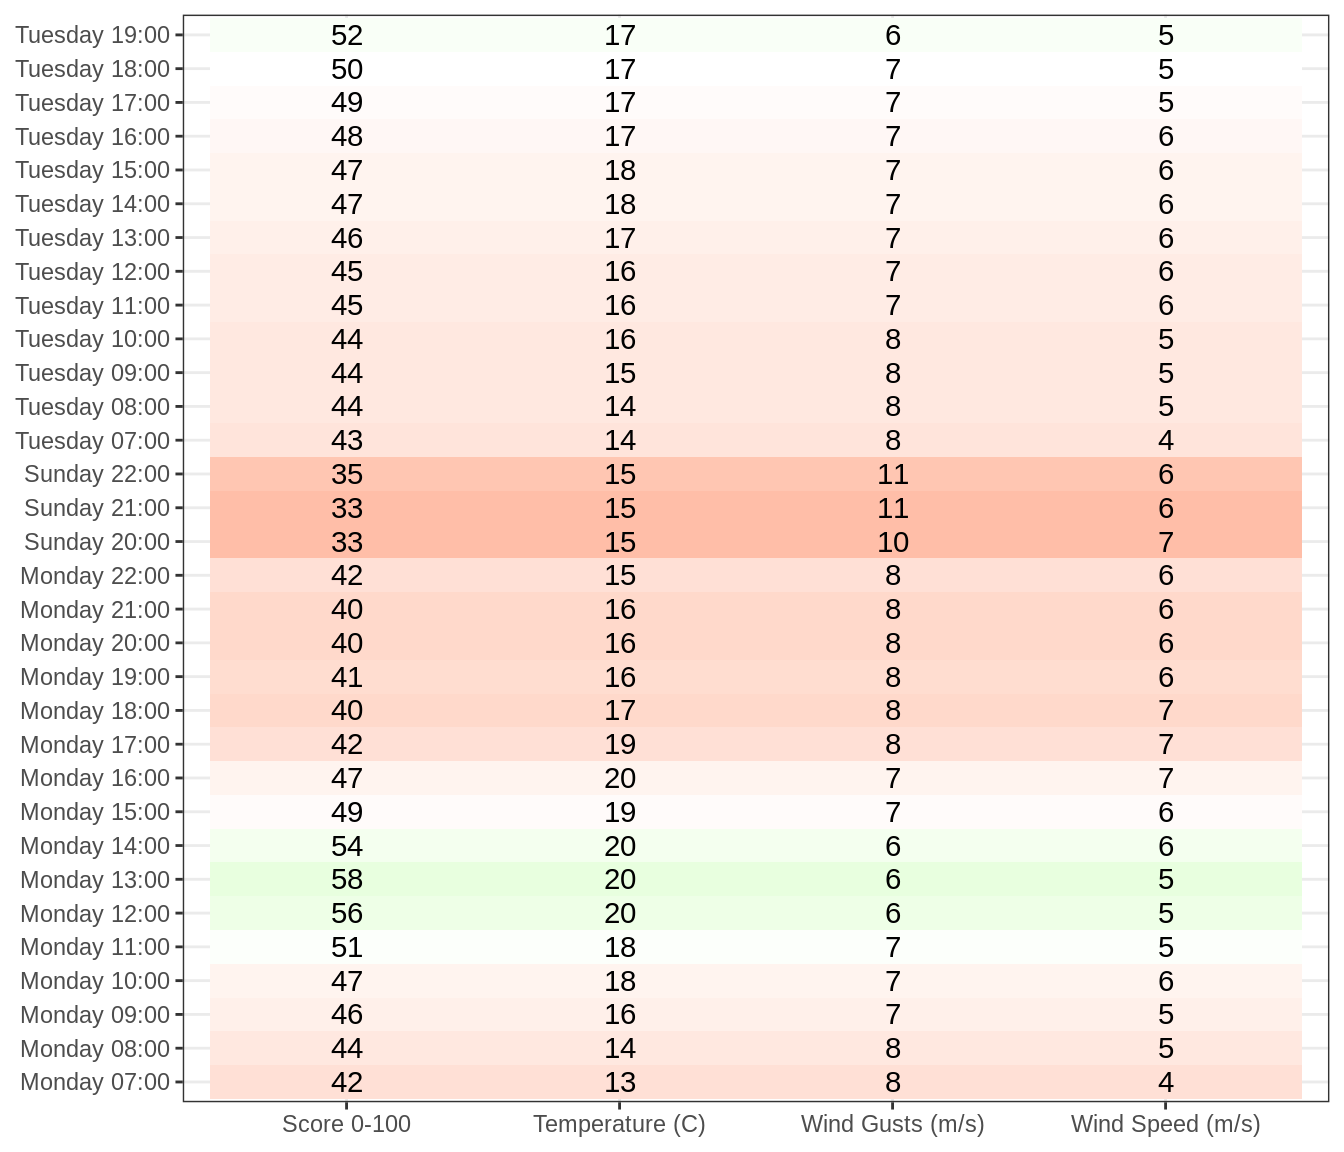 Tuesday 19:00 52 17 6 5
Tuesday 18:00 50 17 7 5
Tuesday 17:00 49 17 7 5
Tuesday 16:00 48 17 7 6
Tuesday 15:00 47 18 7 6
Tuesday 14:00 47 18 7 6
Tuesday 13:00 46 17 7 6
Tuesday 12:00 45 16 7 6
Tuesday 11:00 45 16 7 6
Tuesday 10:00 44 16 8 5
Tuesday 09:00 44 15 8 5
Tuesday 08:00 44 14 8 5
Tuesday 07:00 43 14 8 4
Sunday 22:00 35 15 11 6
Sunday 21:00 33 15 11 6
Sunday 20:00 33 15 10 7
Monday 22:00 42 15 8 6
Monday 21:00 40 16 8 6
Monday 20:00 40 16 8 6
Monday 19:00 41 16 8 6
Monday 18:00 40 17 8 7
Monday 17:00 42 19 8 7
Monday 16:00 47 20 7 7
Monday 15:00 49 19 7 6
Monday 14:00 54 20 6 6
Monday 13:00 58 20 6 5
Monday 12:00 56 20 6 5
Monday 11:00 51 18 7 5
Monday 10:00 47 18 7 6
Monday 09:00 46 16 7 5
Monday 08:00 44 14 8 5
Monday 07:00 42 13 8 4
Score 0-100 Temperature (C) Wind Gusts (m/s) Wind Speed (m/s)